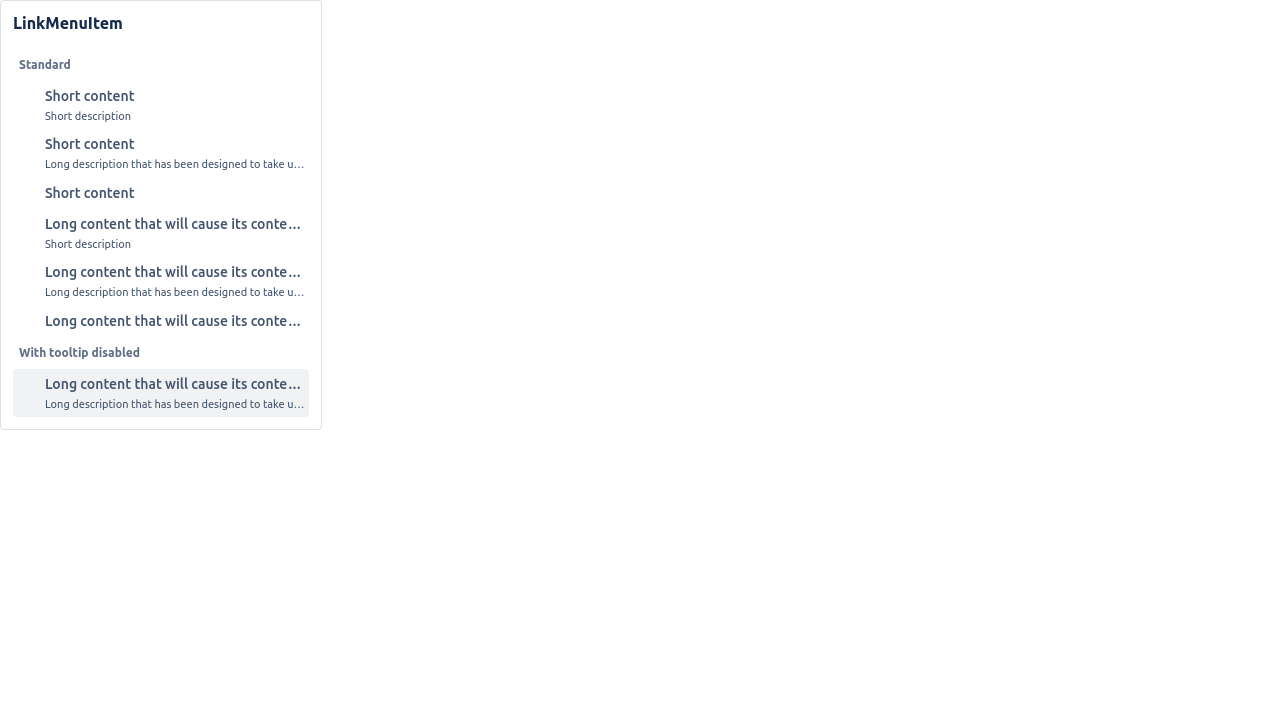 LinkMenuItem
Standard
Short content
Short description
Short content
Long description that has been designed to take u…
Short content
Long content that will cause its conte…
Short description
Long content that will cause its conte…
Long description that has been designed to take u…
Long content that will cause its conte…
With tooltip disabled
Long content that will cause its conte…
Long description that has been designed to take u…